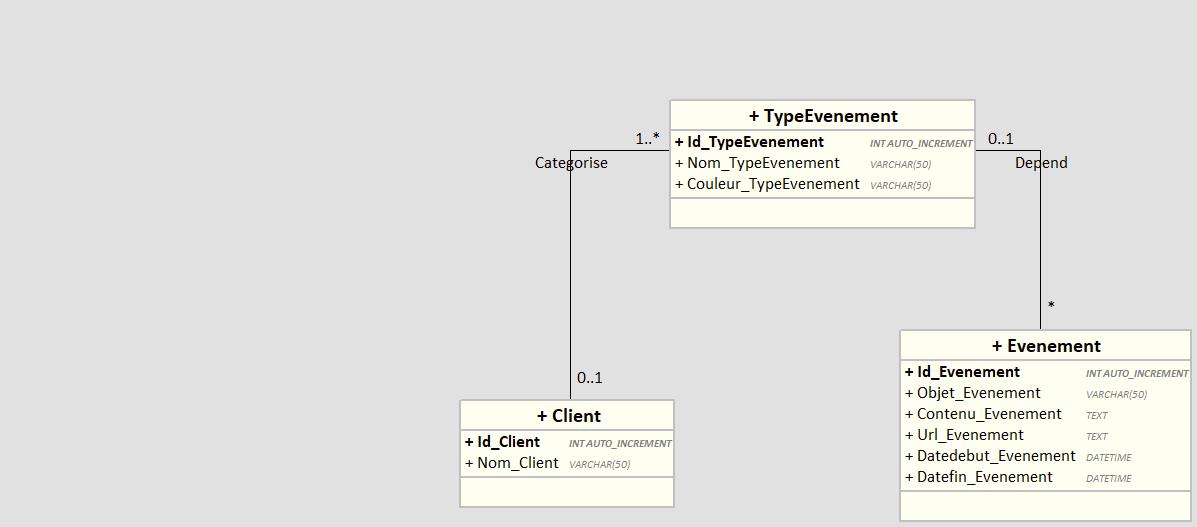 + TypeEvenement
1..*
+ Id_TypeEvenement INT AUTO_INCREMENT
0..1
+ Nom_TypeEvenement VARCHAR(50)
Categorise
Depend
+ Couleur_TypeEvenement VARCHAR(50)
*
+ Evenement
+ Id_Evenement INT AUTO_INCREMENT
+ Objet_Evenement VARCHAR(50)
+ Contenu_Evenement TEXT
+ Url_Evenement TEXT
+ Datedebut_Evenement DATETIME
+ Datefin_Evenement DATETIME
0..1
+ Client
+ Id_Client INT AUTO_INCREMENT
+ Nom_Client VARCHAR(50)